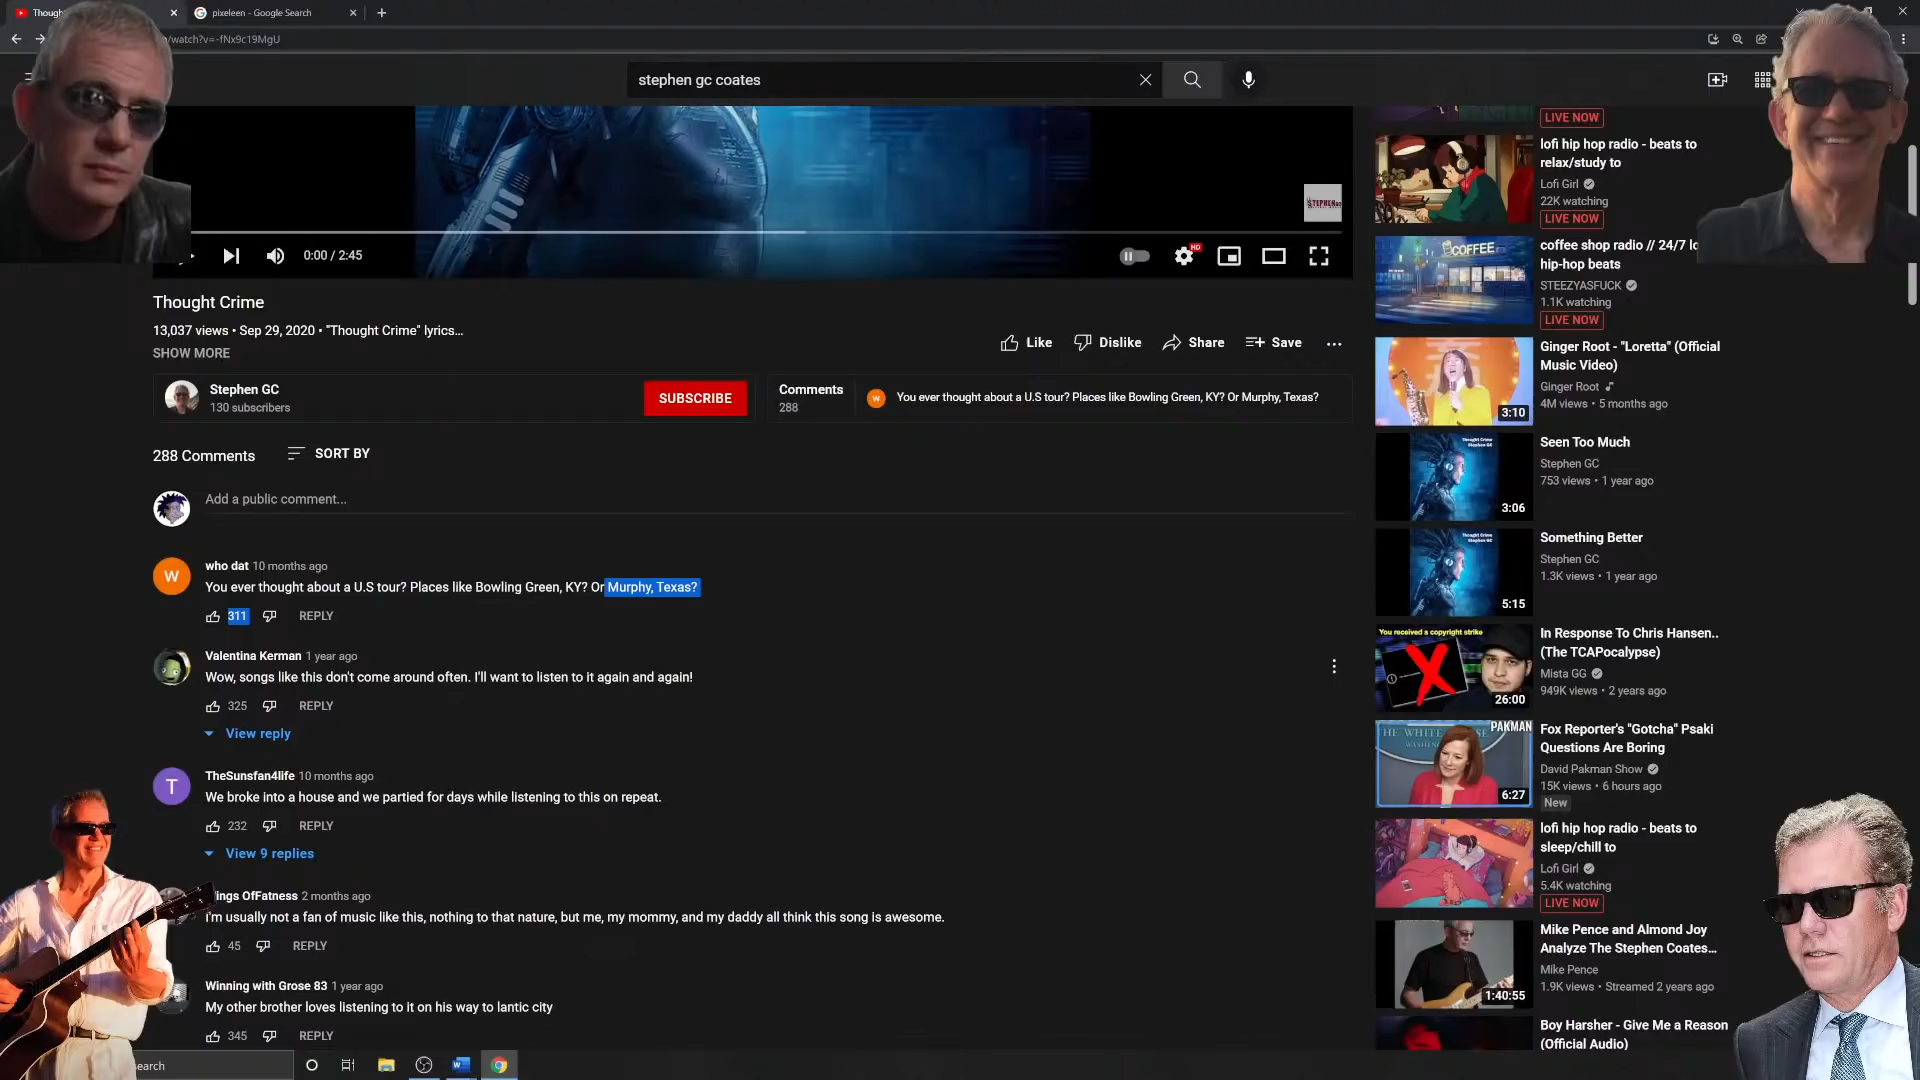 Though
pixeleen - Google Search
/watch?v=-fNx9c19MgU
stephen gc coates
STEPHEN
0:00 / 2:45
HD
Thought Crime
13,037 views • Sep 29, 2020 • "Thought Crime" lyrics...
SHOW MORE
Like
Dislike
Share
Save
Stephen GC
130 subscribers
SUBSCRIBE
Comments
288
W
You ever thought about a U.S tour? Places like Bowling Green, KY? Or Murphy, Texas?
288 Comments
SORT BY
Add a public comment...
W
who dat 10 months ago
You ever thought about a U.S tour? Places like Bowling Green, KY? Or Murphy, Texas?
311
REPLY
Valentina Kerman 1 year ago
Wow, songs like this don't come around often. I'll want to listen to it again and again!
325
REPLY
View reply
T
TheSunsfan4life 10 months ago
We broke into a house and we partied for days while listening to this on repeat.
232
REPLY
View 9 replies
ings OfFatness 2 months ago
I'm usually not a fan of music like this, nothing to that nature, but me, my mommy, and my daddy all think this song is awesome.
45
REPLY
Winning with Grose 83 1 year ago
My other brother loves listening to it on his way to lantic city
345
REPLY
earch
LIVE NOW
lofi hip hop radio - beats to
relax/study to
Lofi Girl
22K watching
LIVE NOW
COFFEE
coffee shop radio // 24/7 lo
hip-hop beats
STEEZYASFUCK
1.1K watching
LIVE NOW
3:10
Ginger Root - "Loretta" (Official
Music Video)
Ginger Root
4M views • 5 months ago
Thought Crime
Stephen GC
3:06
Seen Too Much
Stephen GC
753 views • 1 year ago
Thought Crime
Stephen GC
5:15
Something Better
Stephen GC
1.3K views • 1 year ago
You received a copyright strike
26:00
In Response To Chris Hansen..
(The TCAPocalypse)
Mista GG
949K views • 2 years ago
PAKMAN
HE WHITE HOUSE
WASHING
6:27
Fox Reporter's "Gotcha" Psaki
Questions Are Boring
David Pakman Show
15K views • 6 hours ago
New
lofi hip hop radio - beats to
sleep/chill to
Lofi Girl
5.4K watching
LIVE NOW
1:40:55
Mike Pence and Almond Joy
Analyze The Stephen Coates...
Mike Pence
1.9K views • Streamed 2 years ago
Boy Harsher - Give Me a Reason
(Official Audio)